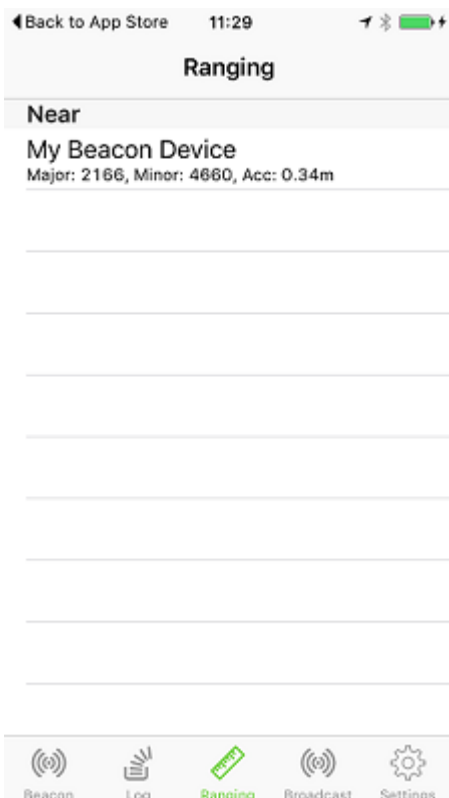 Back to App Store 11:29
Ranging
Near
My Beacon Device
Major: 2166, Minor: 4660, Acc: 0.34m
Beacon Log Ranging Broadcast Settings